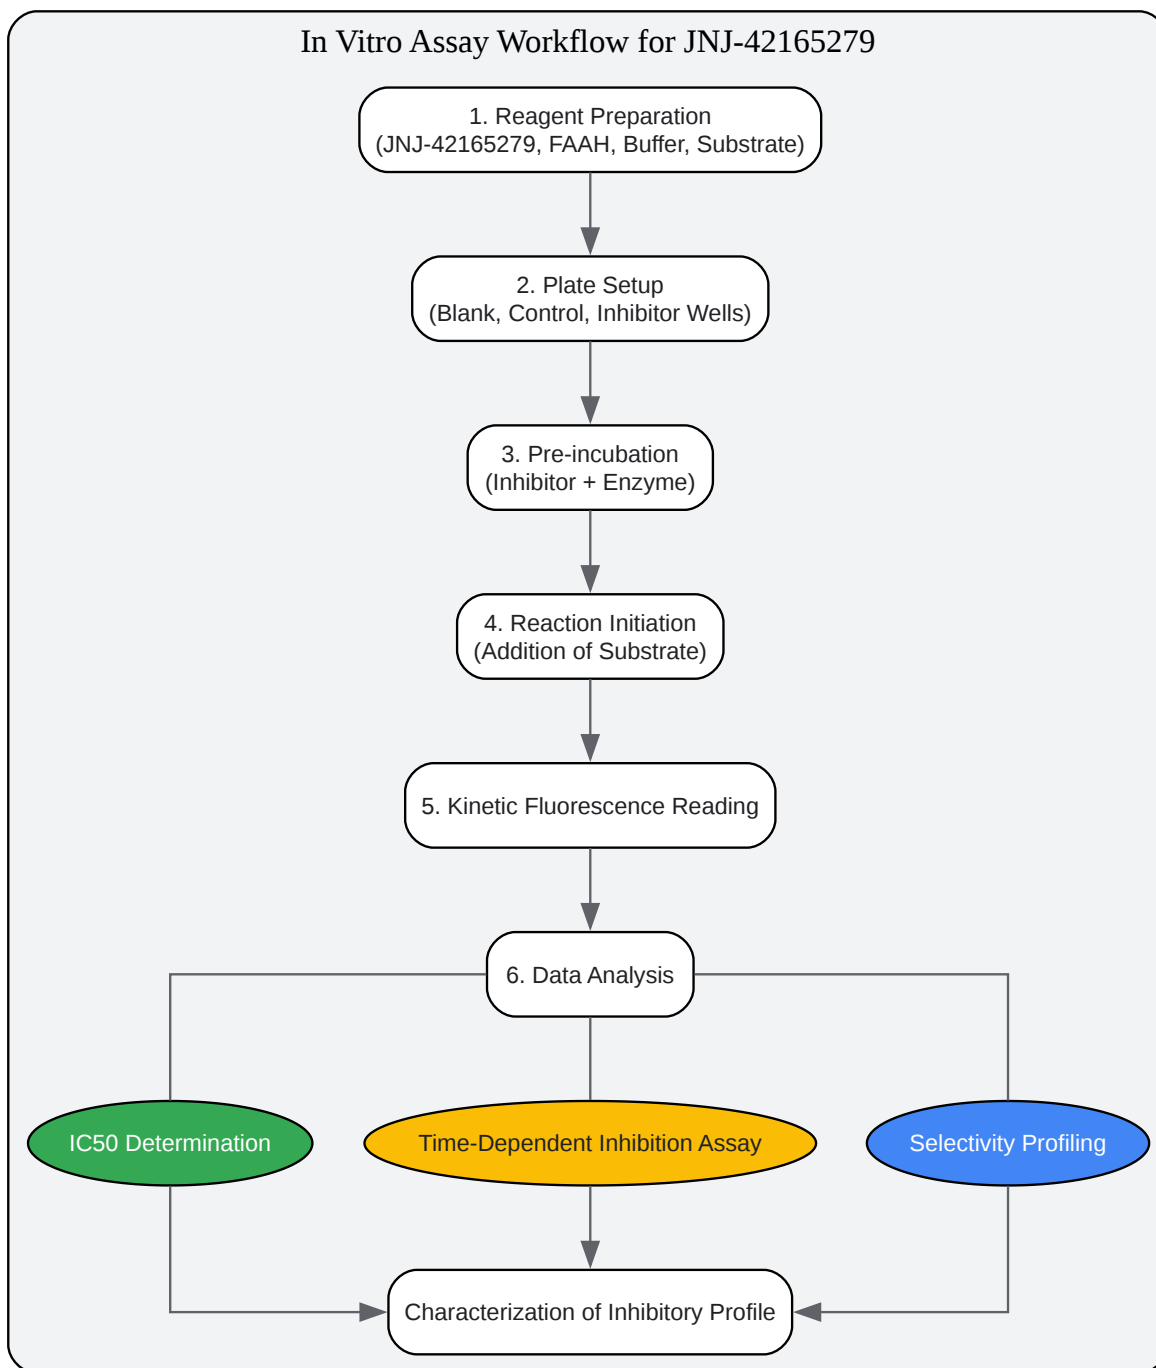 In Vitro Assay Workflow for JNJ-42165279
1. Reagent Preparation
(JNJ-42165279, FAAH, Buffer, Substrate)
2. Plate Setup
(Blank, Control, Inhibitor Wells)
3. Pre-incubation
(Inhibitor + Enzyme)
4. Reaction Initiation
(Addition of Substrate)
5. Kinetic Fluorescence Reading
6. Data Analysis
IC50 Determination
Time-Dependent Inhibition Assay
Selectivity Profiling
Characterization of Inhibitory Profile